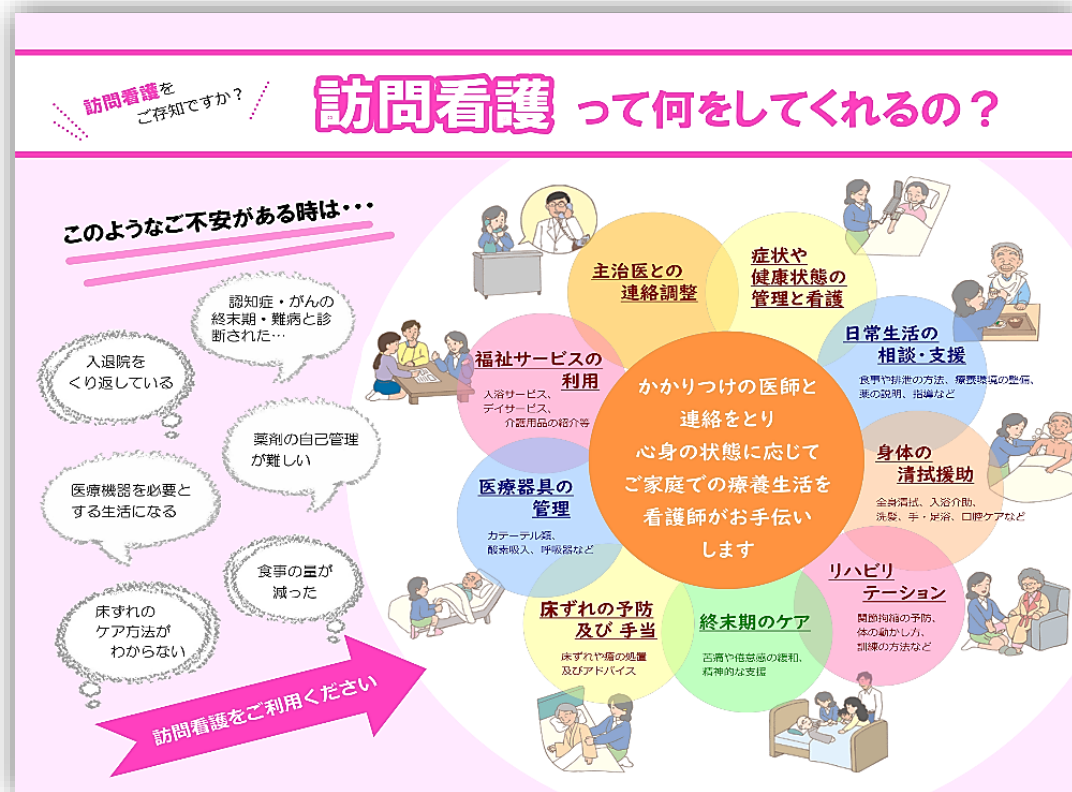 訪問看護を
ご存知ですか？
訪問看護 って何をしてくれるの？
このようなご不安がある時は・・・
認知症・がんの
終末期・難病と診
断された…
入退院を
くり返している
薬剤の自己管理
が難しい
医療機器を必要と
する生活になる
食事の量が
減った
床ずれの
ケア方法が
わからない
訪問看護をご利用ください
主治医との
連絡調整
症状や
健康状態の
管理と看護
日常生活の
相談・支援
食事や排泄の方法、療養環境の整備、
薬の説明、指導など
身体の
清拭援助
全身清拭、入浴介助、
洗髪、手・足浴、口腔ケアなど
リハビリ
テーション
関節拘縮の予防、
体の動かし方、
訓練の方法など
終末期のケア
苦痛や倦怠感の緩和、
精神的な支援
床ずれの予防
及び 手当
床ずれや傷の処置
及びアドバイス
医療器具の
管理
カテーテル類、
酸素吸入、呼吸器など
福祉サービスの
利用
入浴サービス、
デイサービス、
介護用品の紹介等
かかりつけの医師と
連絡をとり
心身の状態に応じて
ご家庭での療養生活を
看護師がお手伝い
します